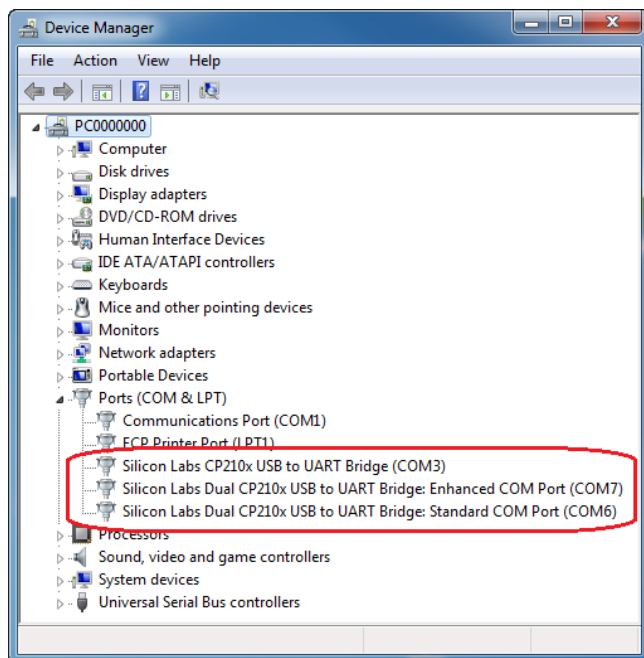 Device Manager
File Action View Help
PC0000000
Computer
Disk drives
Display adapters
DVD/CD-ROM drives
Human Interface Devices
IDE ATA/ATAPI controllers
Keyboards
Mice and other pointing devices
Monitors
Network adapters
Portable Devices
Ports (COM & LPT)
Communications Port (COM1)
ECP Printer Port (LPT1)
Silicon Labs CP210x USB to UART Bridge (COM3)
Silicon Labs Dual CP210x USB to UART Bridge: Enhanced COM Port (COM7)
Silicon Labs Dual CP210x USB to UART Bridge: Standard COM Port (COM6)
Processors
Sound, video and game controllers
System devices
Universal Serial Bus controllers